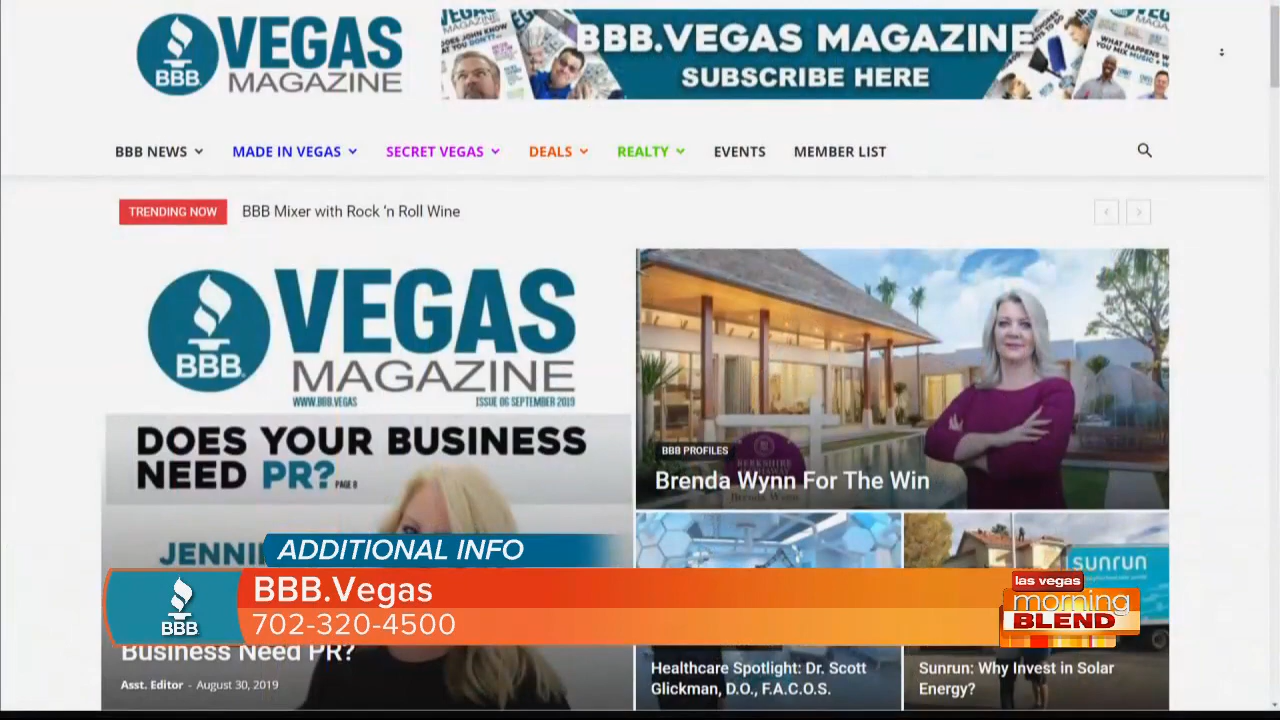 BBB
VEGAS
MAGAZINE
BBB.VEGAS MAGAZINE
SUBSCRIBE HERE
BBB NEWS
MADE IN VEGAS
SECRET VEGAS
DEALS
REALTY
EVENTS
MEMBER LIST
TRENDING NOW
BBB Mixer with Rock 'n Roll Wine
BBB
VEGAS
MAGAZINE
WWW.BBB.VEGAS
ISSUE 06 SEPTEMBER 2019
DOES YOUR BUSINESS
NEED PR? PAGE 8
BBB PROFILES
Brenda Wynn For The Win
ADDITIONAL INFO
BBB
BBB.Vegas
702-320-4500
las vegas
morning
BLEND
sunrun
Business Need PR?
Asst. Editor - August 30, 2019
Healthcare Spotlight: Dr. Scott
Glickman, D.O., F.A.C.O.S.
Sunrun: Why Invest in Solar
Energy?